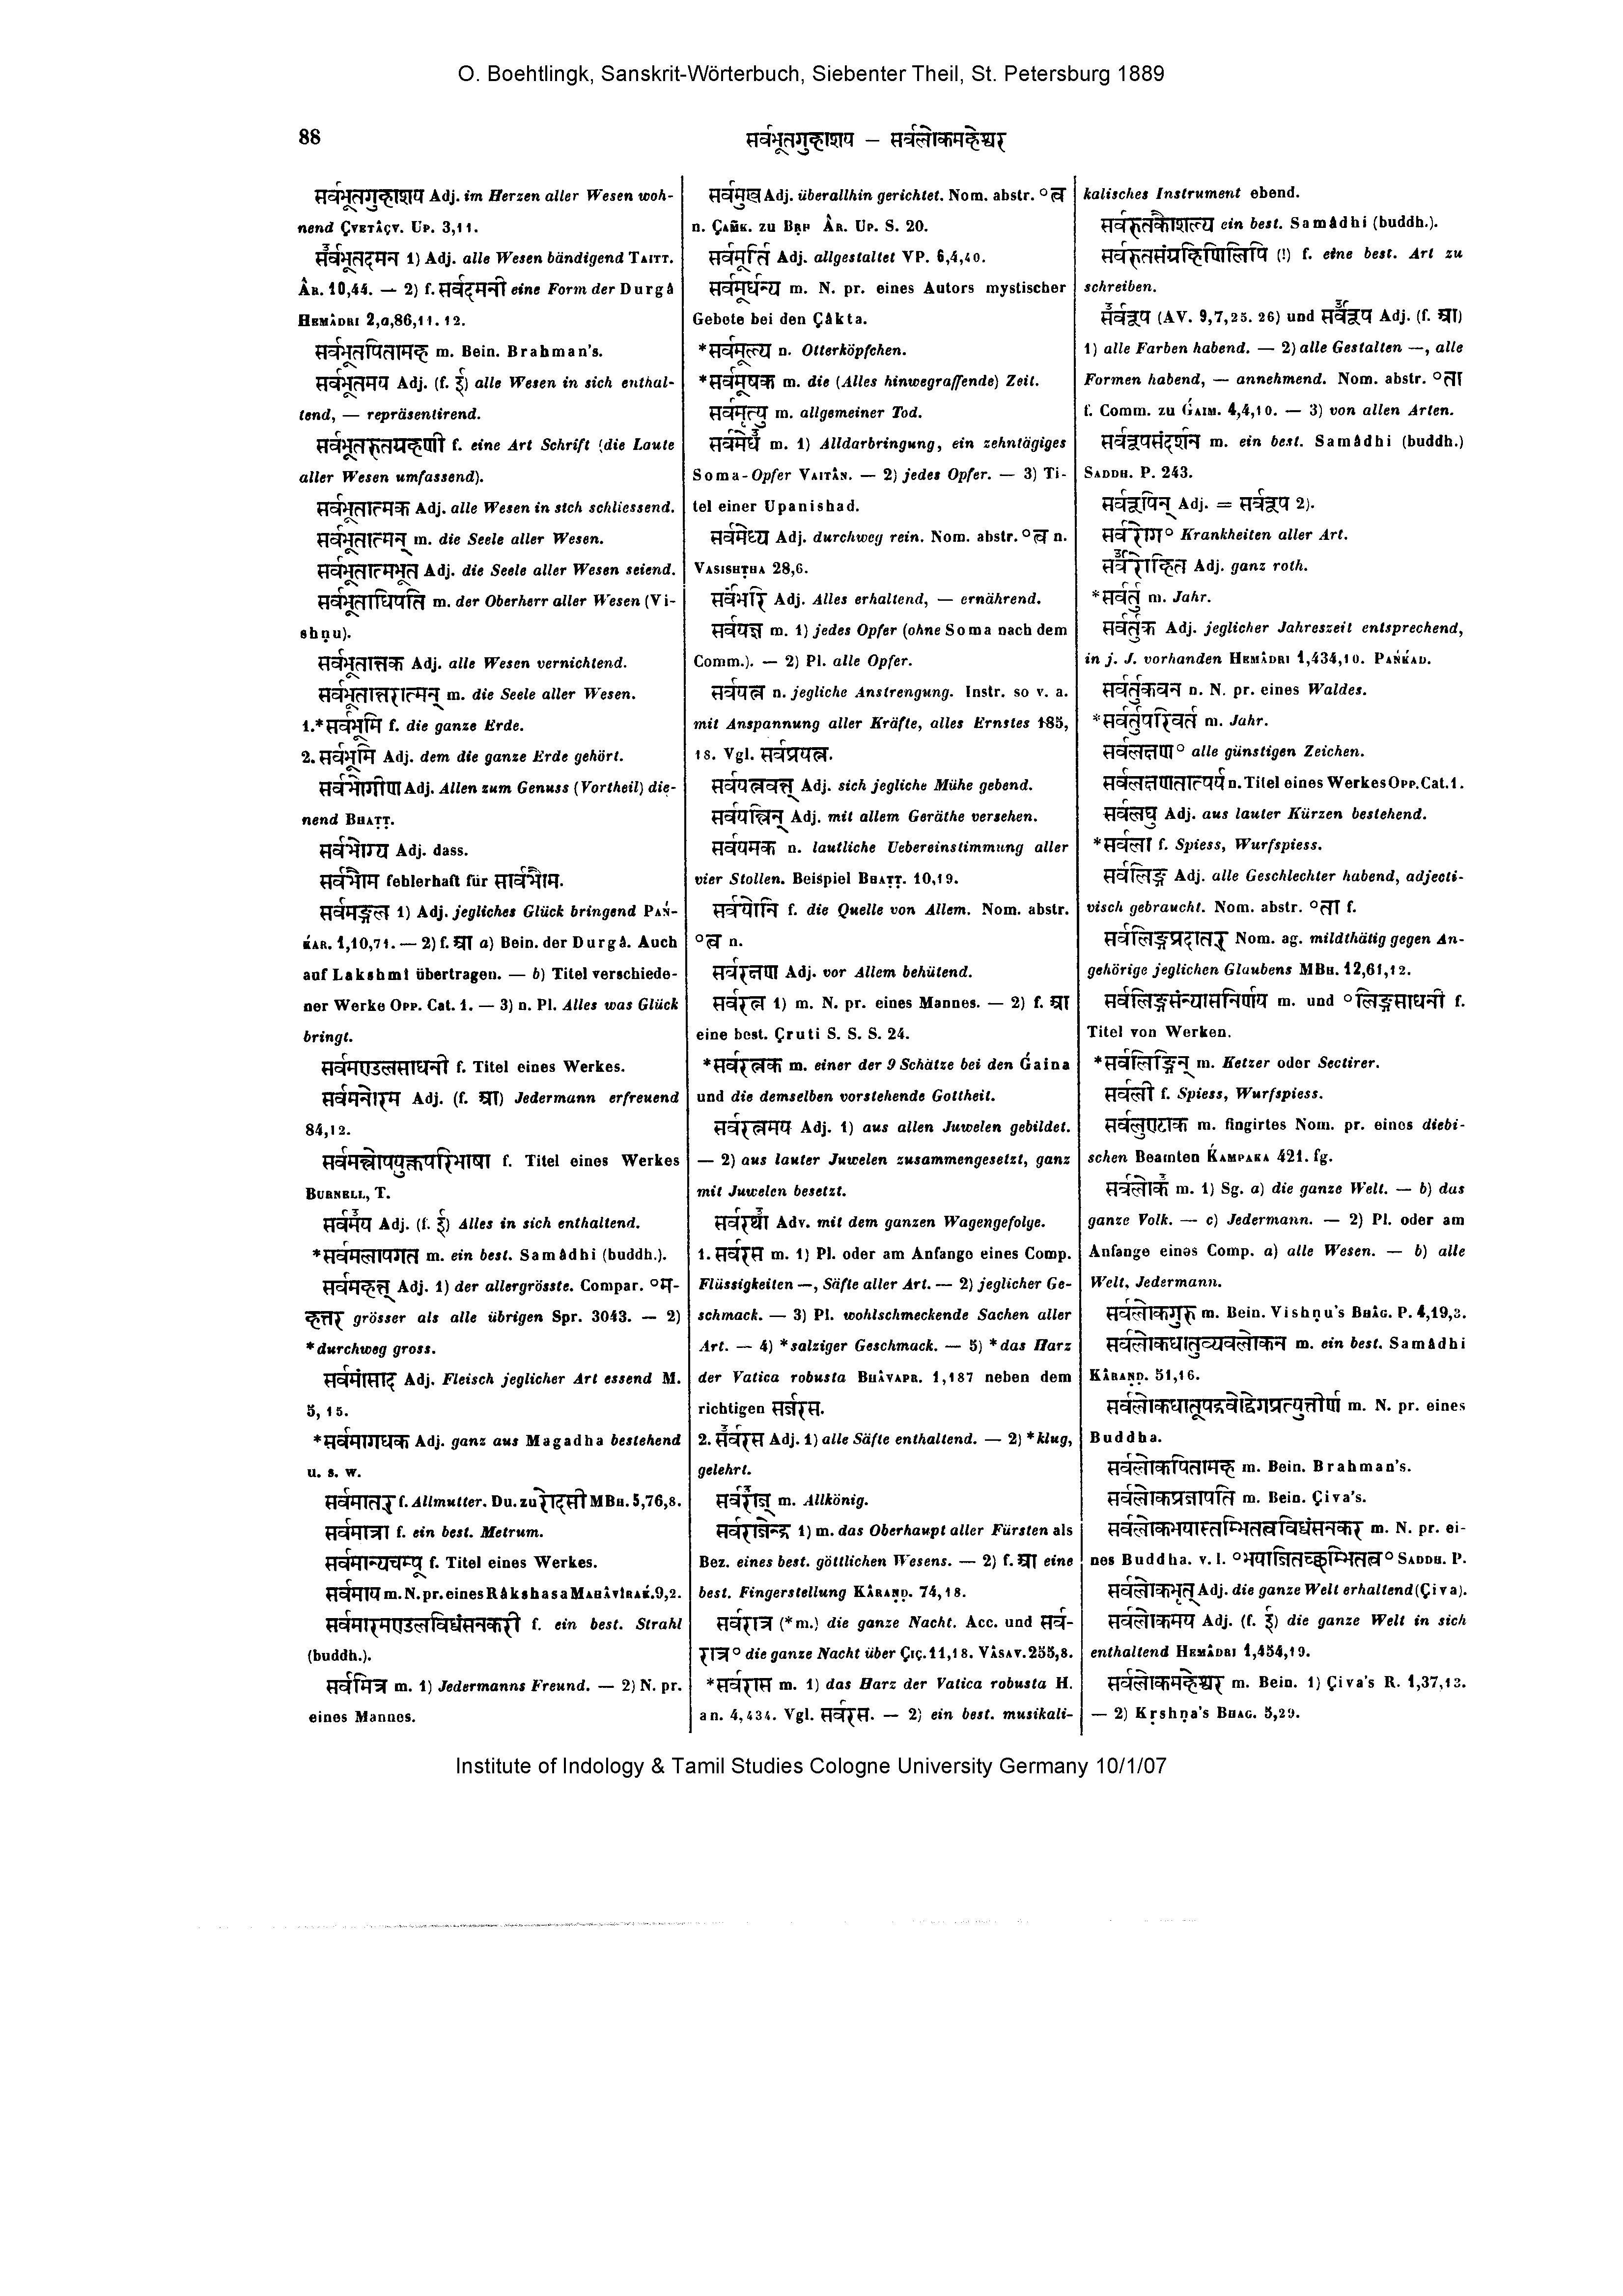 O. Boehtlingk, Sanskrit-Wörterbuch, Siebenter Theil, St. Petersburg 1889
88
सर्वभूतगुहाशय — सर्वलोकमहेश्वर
सर्वभूतगुहाशय Adj. im Herzen aller Wesen woh-
nend ÇVETÂÇV. UP. 3,11.
सर्वभूतदमन 1) Adj. alle Wesen bändigend TAITT.
ÂR. 10,44. — 2) f. सर्वदमनी eine Form der Durgâ
HEMÂDRI 2,a,86,11. 12.
सर्वभूतपितामह m. Bein. Brahman's.
सर्वभूतमय Adj. (f. ई) alle Wesen in sich enthal-
tend, — repräsentirend.
सर्वभूतरुतग्रहणी f. eine Art Schrift (die Laute
aller Wesen umfassend).
सर्वभूतात्मक Adj. alle Wesen in sich schliessend.
सर्वभूतात्मन् m. die Seele aller Wesen.
सर्वभूतात्मभूत Adj. die Seele aller Wesen seiend.
सर्वभूताधिपति m. der Oberherr aller Wesen (Vi-
shṇu).
सर्वभूतान्तक Adj. alle Wesen vernichtend.
सर्वभूतान्तरात्मन् m. die Seele aller Wesen.
1.*सर्वभूमि f. die ganze Erde.
2. सर्वभूमि Adj. dem die ganze Erde gehört.
सर्वभोगीण Adj. Allen zum Genuss (Vortheil) die-
nend BHAṬṬ.
सर्वभोग्य Adj. dass.
सर्वभौम fehlerhaft für सार्वभौम.
सर्वमङ्गल 1) Adj. jegliches Glück bringend PAŃ-
ḰAR. 1,10,71. — 2) f. आ a) Bein. der Durgâ. Auch
auf Lakshmî übertragen. — b) Titel verschiede-
ner Werke OPP. Cat. 1. — 3) n. Pl. Alles was Glück
bringt.
सर्वमण्डलसाधनी f. Titel eines Werkes.
सर्वमनोरम Adj. (f. आ) Jedermann erfreuend
84,12.
सर्वमन्त्रोपयुक्तपरिभाषा f. Titel eines Werkes
BURNELL, T.
सर्वमय Adj. (f. ई) Alles in sich enthaltend.
*सर्वमलापगत m. ein best. Samâdhi (buddh.).
सर्वमहत्त् Adj. 1) der allergrösste. Compar. °म-
हत्तर grösser als alle übrigen Spr. 3043. — 2)
*durchweg gross.
सर्वमांसाद Adj. Fleisch jeglicher Art essend M.
5, 15.
*सर्वमागधक Adj. ganz aus Magadha bestehend
u. s. w.
सर्वमातर् f. Allmutter. Du. zu रोदसी MBH. 5,76,8.
सर्वमात्रा f. ein best. Metrum.
सर्वमान्यचम्पू f. Titel eines Werkes.
सर्वमाय m. N. pr. eines Râkshasa MAHÂVÎRAḰ. 9,2.
सर्वमारमण्डलविध्वंसनकरी f. ein best. Strahl
(buddh.).
सर्वमित्र m. 1) Jedermanns Freund. — 2) N. pr.
eines Mannes.
सर्वमुख Adj. überallhin gerichtet. Nom. abstr. °त्व
n. ÇAṂK. zu BṚH ÂR. UP. S. 20.
सर्वमूर्ति Adj. allgestaltet VP. 6,4,40.
सर्वमूर्धन्य m. N. pr. eines Autors mystischer
Gebote bei den Çâkta.
*सर्वमूल्य n. Otterköpfchen.
*सर्वमूषक m. die (Alles hinwegraffende) Zeit.
सर्वमृत्यु m. allgemeiner Tod.
सर्वमेध m. 1) Alldarbringung, ein zehntägiges
Soma-Opfer VAITÂN. — 2) jedes Opfer. — 3) Ti-
tel einer Upanishad.
सर्वमेध्य Adj. durchweg rein. Nom. abstr. °त्व n.
VASISHṬHA 28,6.
सर्वंभरि Adj. Alles erhaltend, — ernährend.
सर्वयज्ञ m. 1) jedes Opfer (ohne Soma nach dem
Comm.). — 2) Pl. alle Opfer.
सर्वयत्न n. jegliche Anstrengung. Instr. so v. a.
mit Anspannung aller Kräfte, alles Ernstes 185,
18. Vgl. सर्वप्रयत्न.
सर्वयत्नवत्त् Adj. sich jegliche Mühe gebend.
सर्वयन्त्रिन् Adj. mit allem Geräthe versehen.
सर्वयमक n. lautliche Uebereinstimmung aller
vier Stollen. Beispiel BHAṬṬ. 10,19.
सर्वयोनि f. die Quelle von Allem. Nom. abstr.
°त्व n.
सर्वरक्षण Adj. vor Allem behütend.
सर्वरत्न 1) m. N. pr. eines Mannes. — 2) f. आ
eine best. Çruti S. S. S. 24.
*सर्वरत्नक m. einer der 9 Schätze bei den Ǵaina
und die demselben vorstehende Gottheit.
सर्वरत्नमय Adj. 1) aus allen Juwelen gebildet.
— 2) aus lauter Juwelen zusammengesetzt, ganz
mit Juwelen besetzt.
सर्वरथा Adv. mit dem ganzen Wagengefolge.
1. सर्वरस m. 1) Pl. oder am Anfange eines Comp.
Flüssigkeiten —, Säfte aller Art. — 2) jeglicher Ge-
schmack. — 3) Pl. wohlschmeckende Sachen aller
Art. — 4) *salziger Geschmack. — 5) *das Harz
der Vatica robusta BHÂVAPR. 1,187 neben dem
richtigen सर्जरस.
2. सर्वरस Adj. 1) alle Säfte enthaltend. — 2) *klug,
gelehrt.
सर्वराज् m. Allkönig.
सर्वराजेन्द्र 1) m. das Oberhaupt aller Fürsten als
Bez. eines best. göttlichen Wesens. — 2) f. आ eine
best. Fingerstellung KÂRAṆḌ. 74,18.
सर्वरात्र (*m.) die ganze Nacht. Acc. und सर्व-
रात्र° die ganze Nacht über ÇIÇ. 11,18. VÂSAV. 255,8.
*सर्वरास m. 1) das Harz der Vatica robusta H.
an. 4,434. Vgl. सर्वरस. — 2) ein best. musikali-
kalisches Instrument ebend.
सर्वरुतकौशल्य ein best. Samâdhi (buddh.).
सर्वरुतसंग्रहिणिलिपि (!) f. eine best. Art zu
schreiben.
सर्वरूप (AV. 9,7,25. 26) und सर्वरूप Adj. (f. आ)
1) alle Farben habend. — 2) alle Gestalten —, alle
Formen habend, — annehmend. Nom. abstr. °ता
f. Comm. zu ǴAIM. 4,4,10. — 3) von allen Arten.
सर्वरूपसंदर्शन m. ein best. Samâdhi (buddh.)
SADDH. P. 243.
सर्वरूपिन् Adj. = सर्वरूप 2).
सर्वरोग° Krankheiten aller Art.
सर्वरोहित Adj. ganz roth.
*सर्वर्तु m. Jahr.
सर्वर्तुक Adj. jeglicher Jahreszeit entsprechend,
in j. J. vorhanden HEMÂDRI 1,434,10. PAŃḰAD.
सर्वर्तुकवन n. N. pr. eines Waldes.
*सर्वर्तुपरिवर्त m. Jahr.
सर्वलक्षण° alle günstigen Zeichen.
सर्वलक्षणतात्पर्य n. Titel eines Werkes OPP. Cat. 1.
सर्वलघु Adj. aus lauter Kürzen bestehend.
*सर्वला f. Spiess, Wurfspiess.
सर्वलिङ्ग Adj. alle Geschlechter habend, adjecti-
visch gebraucht. Nom. abstr. °ता f.
सर्वलिङ्गप्रदातर् Nom. ag. mildthätig gegen An-
gehörige jeglichen Glaubens MBH. 12,61,12.
सर्वलिङ्गसंन्यासनिर्णय m. und °लिङ्गसाधनी f.
Titel von Werken.
*सर्वलिङ्गिन् m. Ketzer oder Sectirer.
सर्वली f. Spiess, Wurfspiess.
सर्वलुण्टाक m. fingirtes Nom. pr. eines diebi-
schen Beamten ḰAMPAKA 421. fg.
सर्वलोक m. 1) Sg. a) die ganze Welt. — b) das
ganze Volk. — c) Jedermann. — 2) Pl. oder am
Anfange eines Comp. a) alle Wesen. — b) alle
Welt, Jedermann.
सर्वलोकगुरु m. Bein. Vishṇu's BHÂG. P. 4,19,3.
सर्वलोकधातुव्यवलोकन m. ein best. Samâdhi
KÂRAṆḌ. 51,16.
सर्वलोकधातूपद्रवोद्वेगप्रत्युत्तीर्ण m. N. pr. eines
Buddha.
सर्वलोकपितामह m. Bein. Brahman's.
सर्वलोकप्रजापति m. Bein. Çiva's.
सर्वलोकभयास्तम्भितत्वविध्वंसनकर m. N. pr. ei-
nes Buddha. v. l. °भयाजितच्छम्भितत्व° SADDH. P.
सर्वलोकभृत् Adj. die ganze Welt erhaltend (Çiva).
सर्वलोकमय Adj. (f. ई) die ganze Welt in sich
enthaltend HEMÂDRI 1,454,19.
सर्वलोकमहेश्वर m. Bein. 1) Çiva's R. 1,37,13.
— 2) Kṛshṇa's BHAG. 5,29.
Institute of Indology & Tamil Studies Cologne University Germany 10/1/07